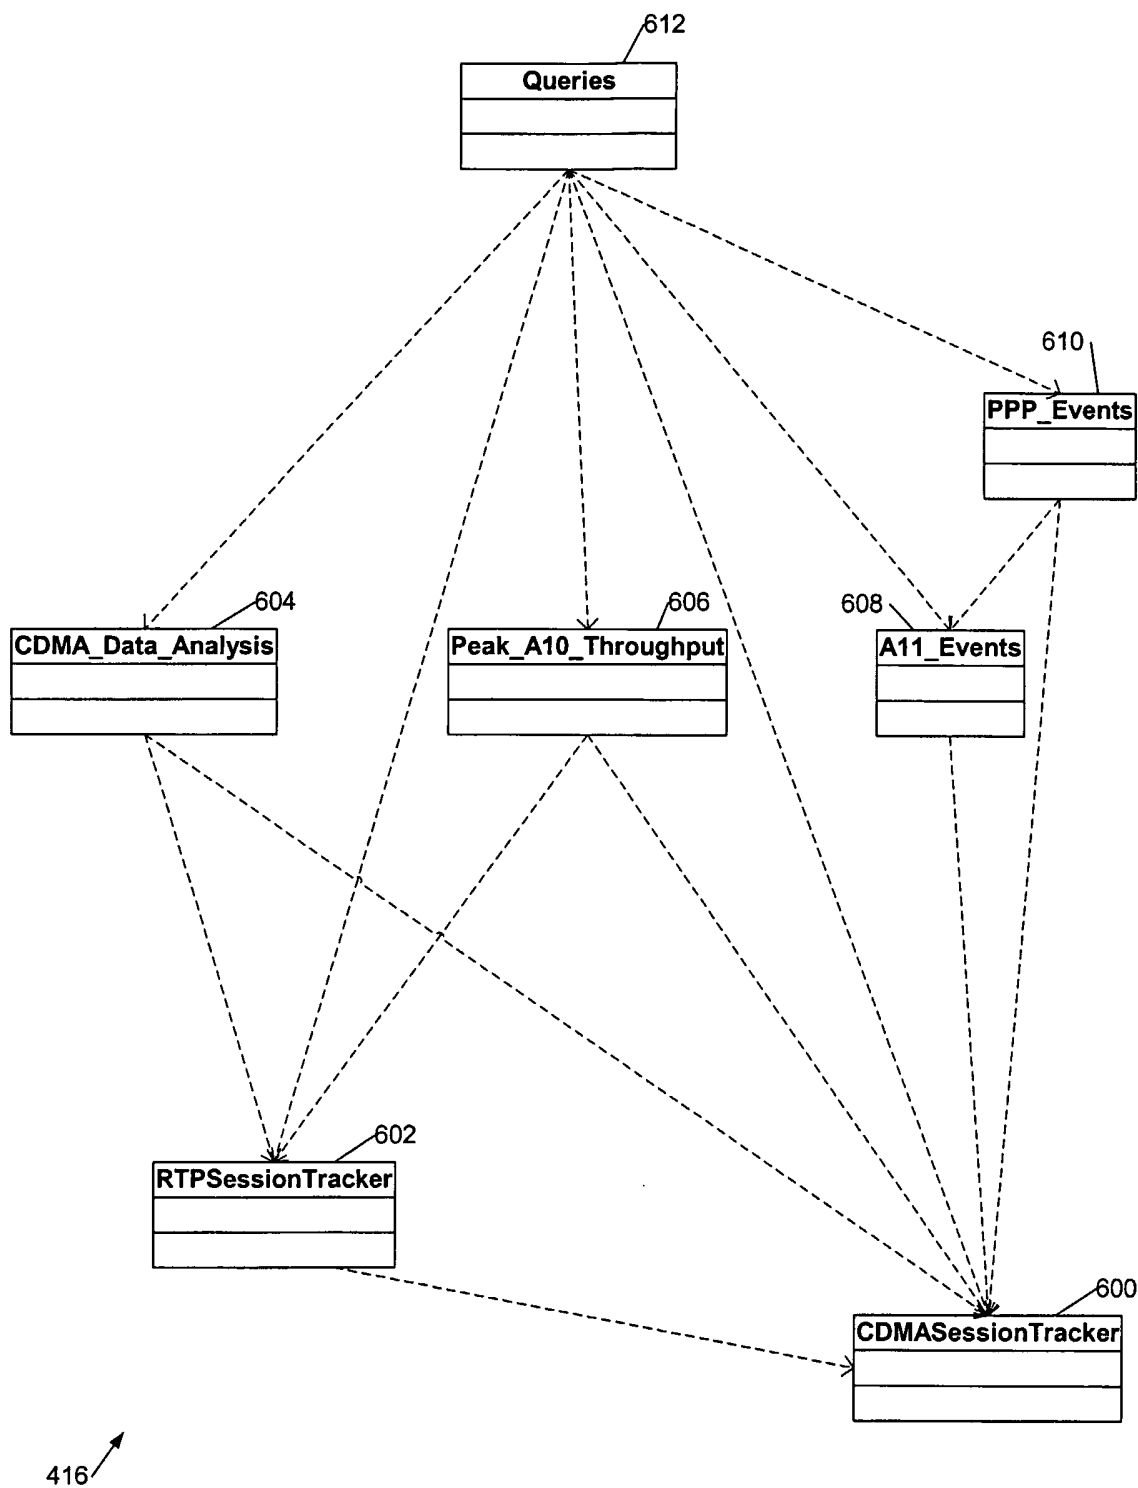 612
Queries
610
PPP_Events
604
606
608
CDMA_Data_Analysis
Peak_A10_Throughput
A11_Events
602
RTPSessionTracker
600
CDMASessionTracker
416